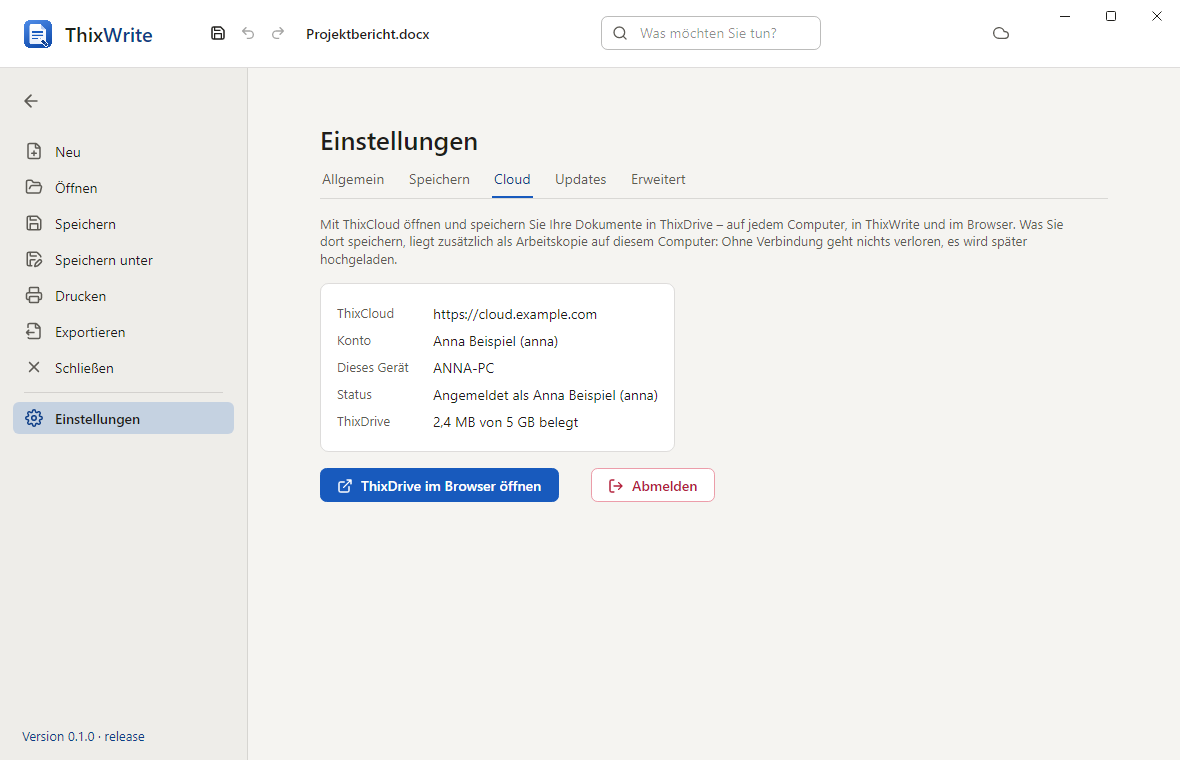 ThixWrite
Projektbericht.docx
Was möchten Sie tun?
Neu
Öffnen
Speichern
Speichern unter
Drucken
Exportieren
Schließen
Einstellungen
Version 0.1.0 · release
Einstellungen
Allgemein Speichern Cloud Updates Erweitert
Mit ThixCloud öffnen und speichern Sie Ihre Dokumente in ThixDrive – auf jedem Computer, in ThixWrite und im Browser. Was Sie
dort speichern, liegt zusätzlich als Arbeitskopie auf diesem Computer: Ohne Verbindung geht nichts verloren, es wird später
hochgeladen.
ThixCloud https://cloud.example.com
Konto Anna Beispiel (anna)
Dieses Gerät ANNA-PC
Status Angemeldet als Anna Beispiel (anna)
ThixDrive 2,4 MB von 5 GB belegt
ThixDrive im Browser öffnen Abmelden